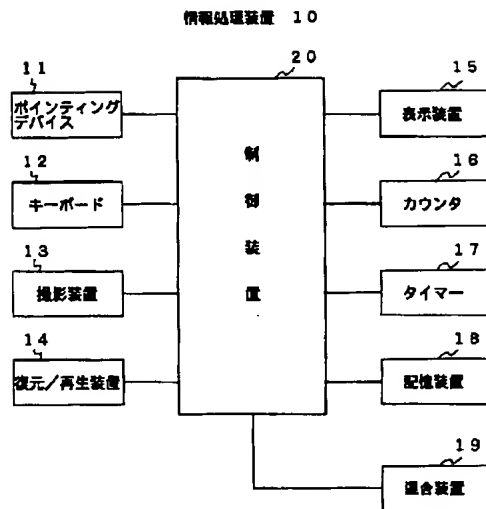 情報処理装置 10
20
11
ポインティング
デバイス
12
キーボード
13
撮影装置
14
復元/再生装置
制
御
装
置
15
表示装置
16
カウンタ
17
タイマー
18
記憶装置
19
混合装置